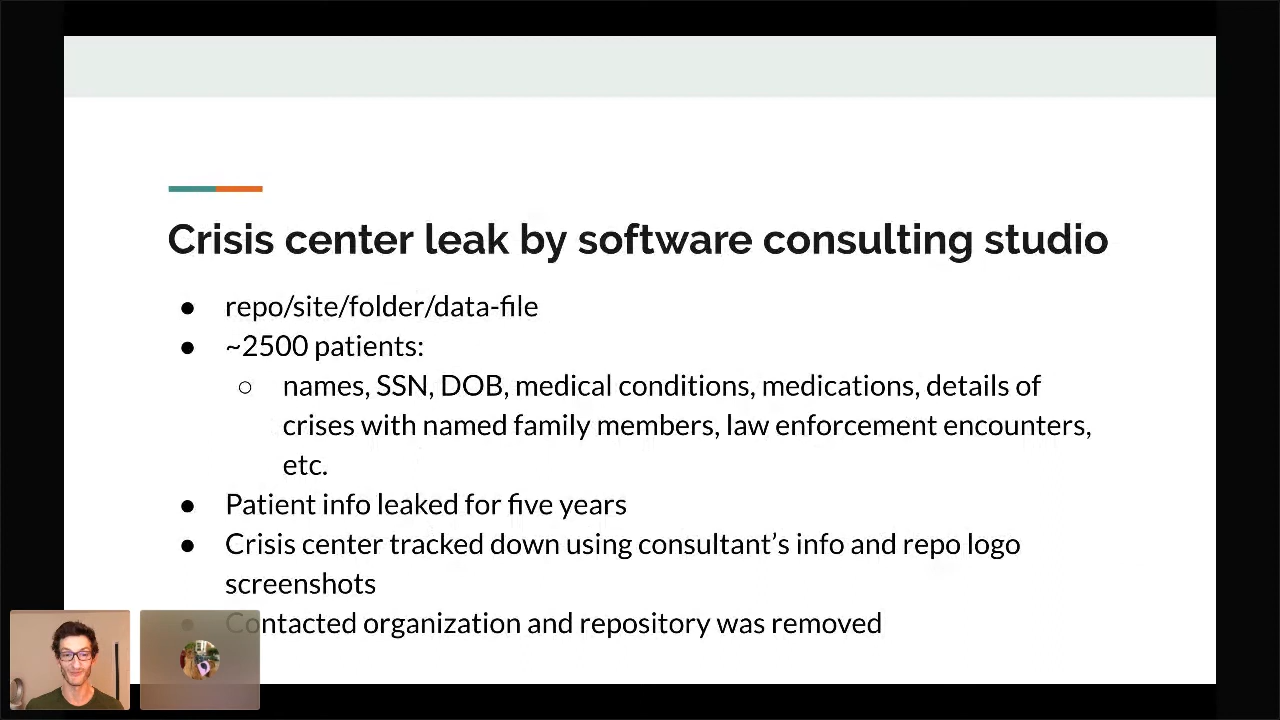 Crisis center leak by software consulting studio
● repo/site/folder/data-file
● ~2500 patients:
○ names, SSN, DOB, medical conditions, medications, details of
crises with named family members, law enforcement encounters,
etc.
● Patient info leaked for five years
● Crisis center tracked down using consultant’s info and repo logo
screenshots
● Contacted organization and repository was removed